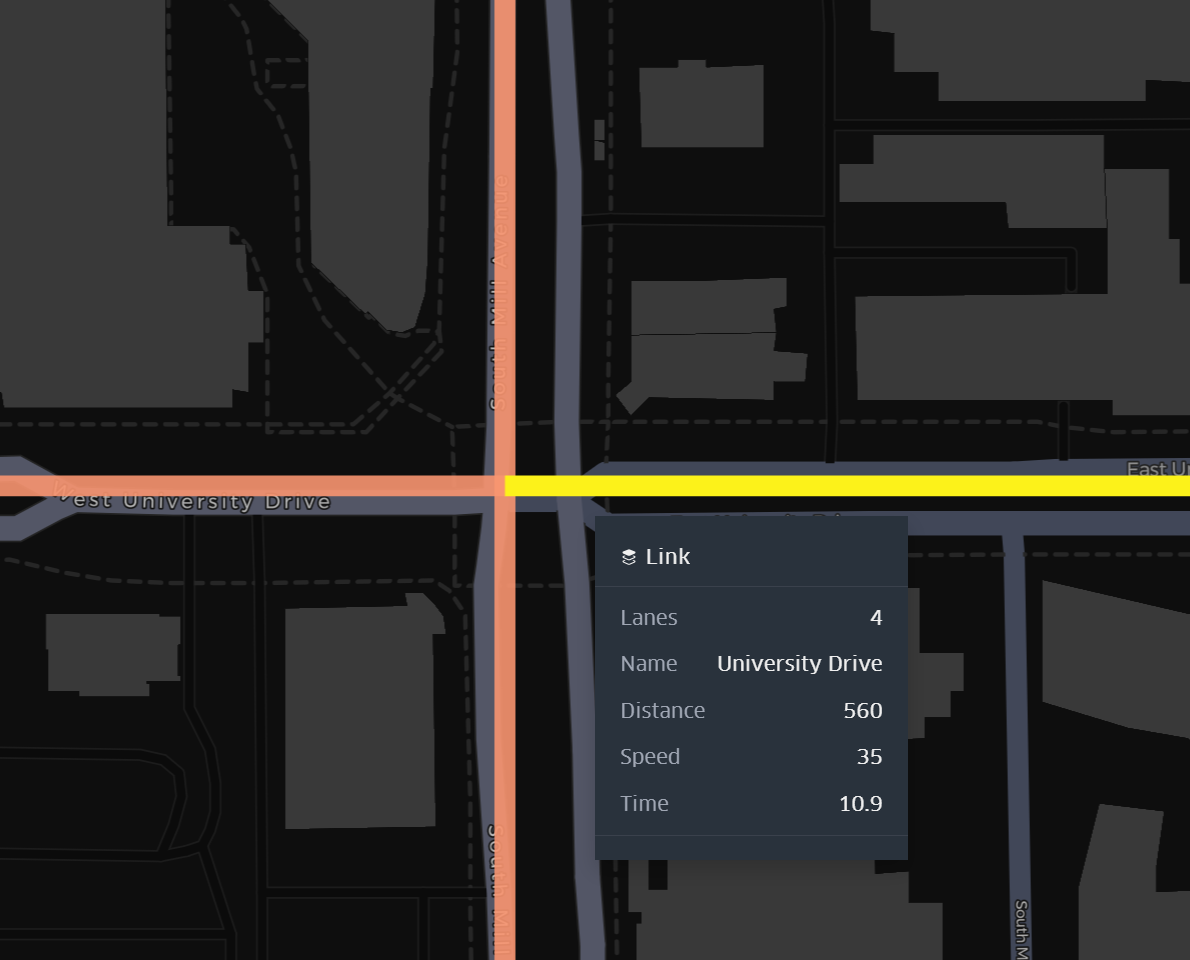 South Mill Avenue
West University Drive
East Un
Link
Lanes 4
Name University Drive
Distance 560
Speed 35
Time 10.9
South Mill
South M